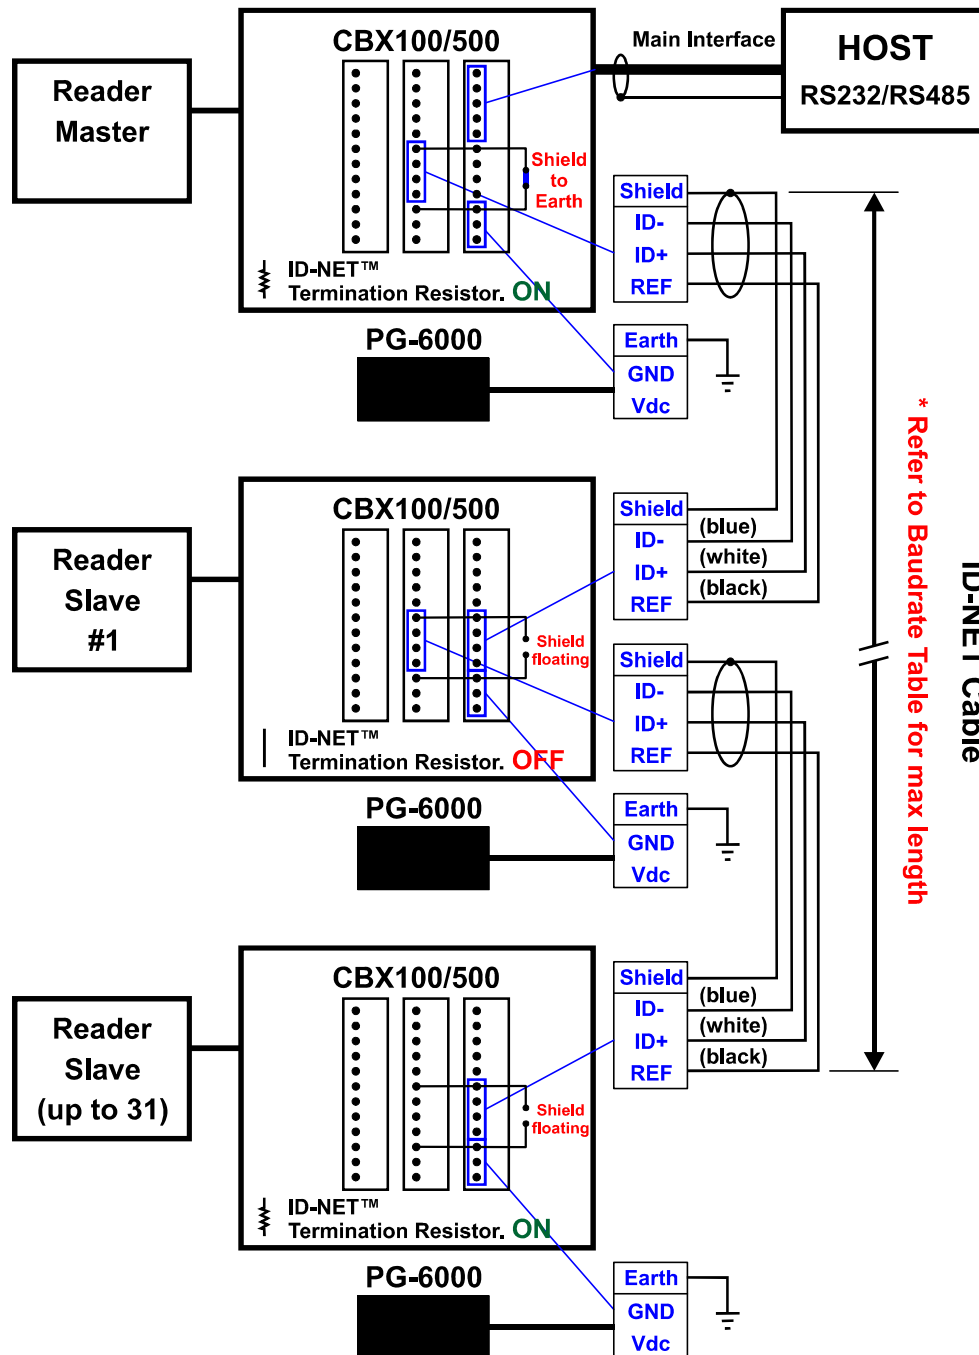 CBX100/500
Main Interface
HOST
RS232/RS485
Reader
Master
Shield
to
Earth
Shield
ID-
ID+
REF
ID-NET™
Termination Resistor. ON
PG-6000
Earth
GND
Vdc
CBX100/500
Reader
Slave
#1
Shield
(blue)
ID-
(white)
ID+
(black)
REF
Shield
floating
Shield
ID-
ID+
REF
ID-NET™
Termination Resistor. OFF
PG-6000
Earth
GND
Vdc
* Refer to Baudrate Table for max length
ID-NET Cable
CBX100/500
Reader
Slave
(up to 31)
Shield
(blue)
ID-
(white)
ID+
(black)
REF
Shield
floating
ID-NET™
Termination Resistor. ON
PG-6000
Earth
GND
Vdc